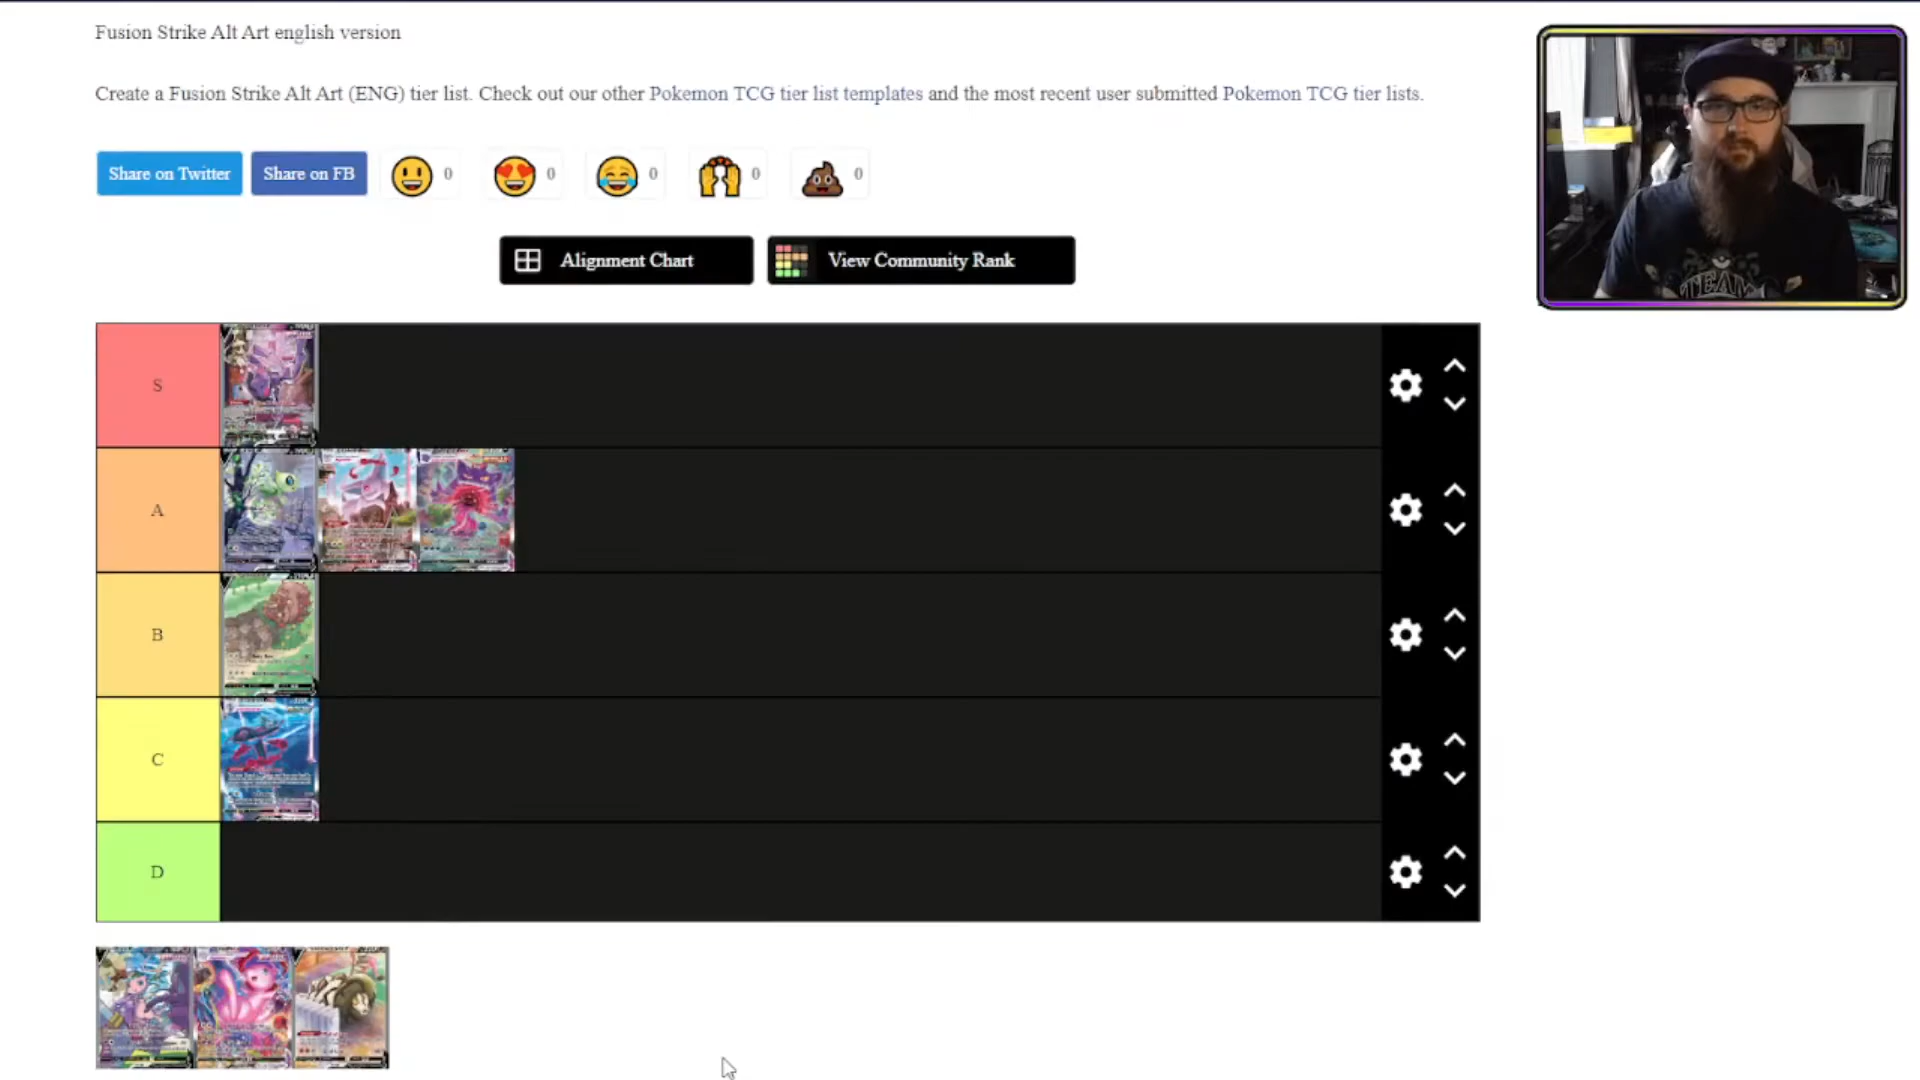 Fusion Strike Alt Art english version
Create a Fusion Strike Alt Art (ENG) tier list. Check out our other Pokemon TCG tier list templates and the most recent user submitted Pokemon TCG tier lists.
Share on Twitter Share on FB 0 0 0 0 0
Alignment Chart View Community Rank
TEAM
S
A
B
C
D